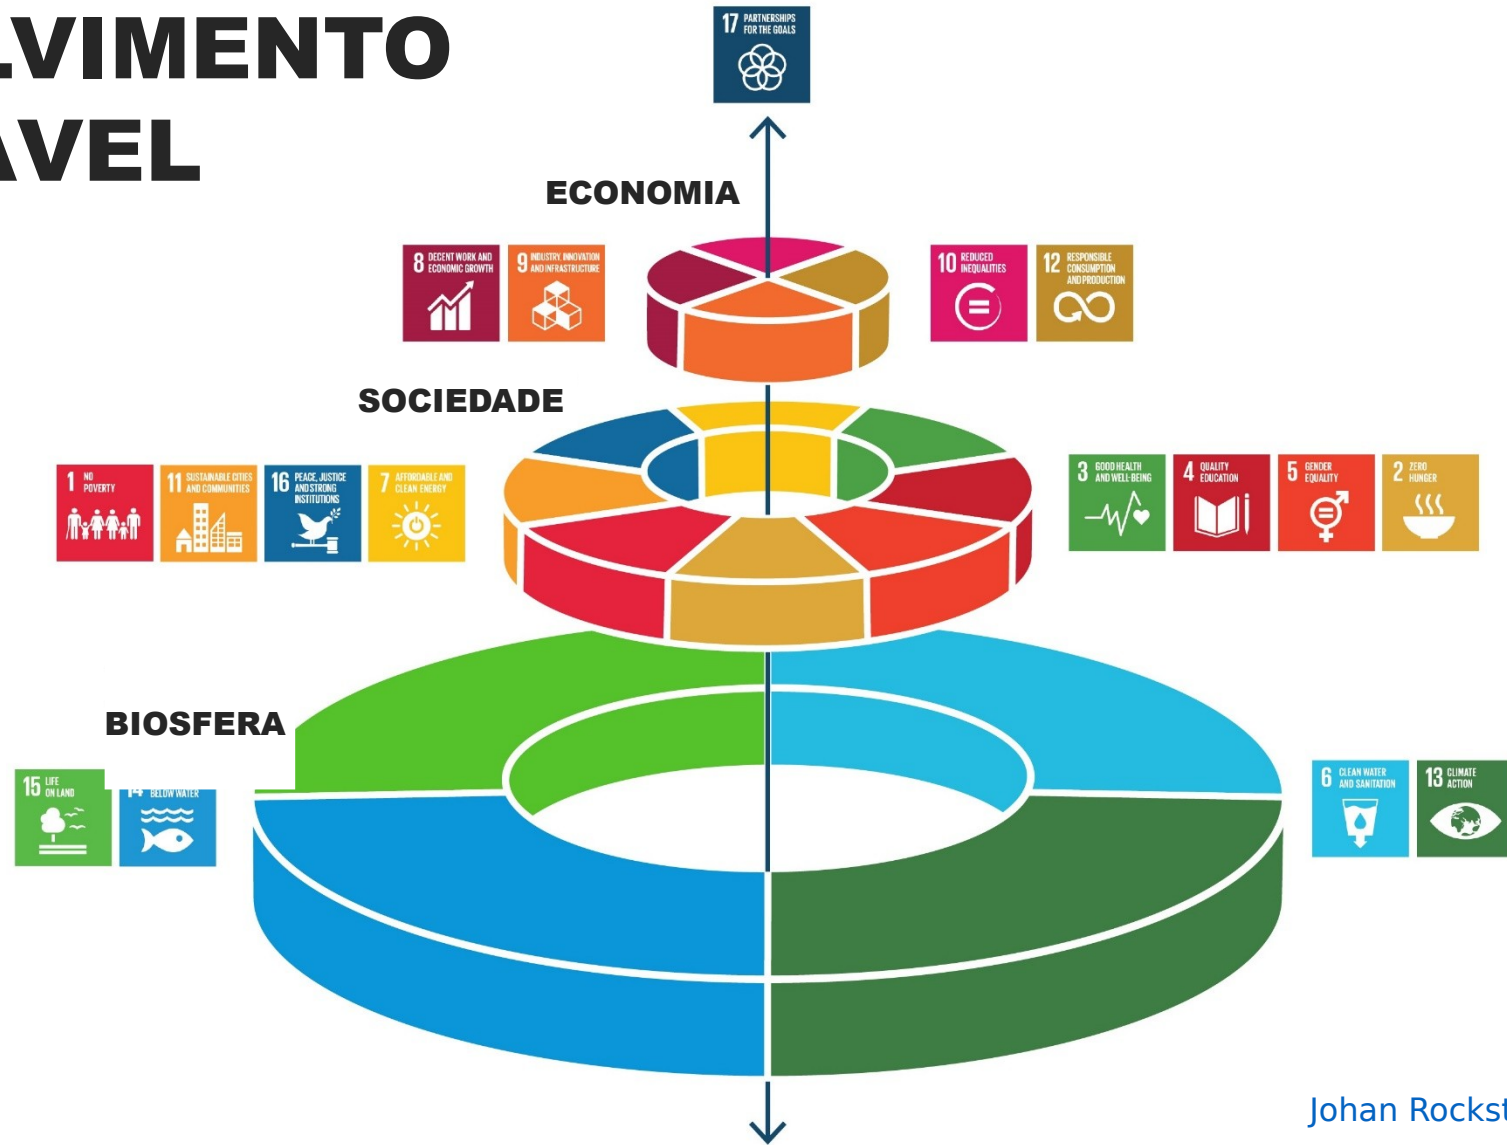 LVIMENTO
AVEL
17 PARTNERSHIPS
FOR THE GOALS
ECONOMIA
8 DECENT WORK AND
ECONOMIC GROWTH
9 INDUSTRY, INNOVATION
AND INFRASTRUCTURE
10 REDUCED
INEQUALITIES
12 RESPONSIBLE
CONSUMPTION
AND PRODUCTION
SOCIEDADE
1 NO
POVERTY
11 SUSTAINABLE CITIES
AND COMMUNITIES
16 PEACE, JUSTICE
AND STRONG
INSTITUTIONS
7 AFFORDABLE AND
CLEAN ENERGY
3 GOOD HEALTH
AND WELL-BEING
4 QUALITY
EDUCATION
5 GENDER
EQUALITY
2 ZERO
HUNGER
BIOSFERA
15 LIFE
ON LAND
14 BELOW WATER
6 CLEAN WATER
AND SANITATION
13 CLIMATE
ACTION
Johan Rockst